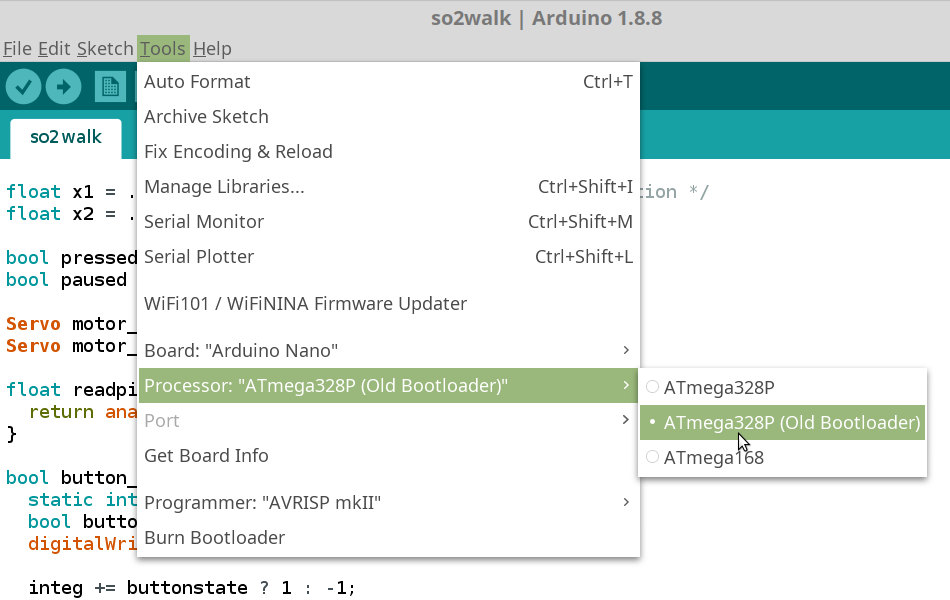 so2walk | Arduino 1.8.8
File Edit Sketch Tools Help
Auto Format Ctrl+T
Archive Sketch
so2walk
Fix Encoding & Reload
Manage Libraries... Ctrl+Shift+I
float x1 = . tion */
float x2 = .
Serial Monitor Ctrl+Shift+M
Serial Plotter Ctrl+Shift+L
bool pressed
bool paused
WiFi101 / WiFiNINA Firmware Updater
Servo motor_
Servo motor_
Board: "Arduino Nano"
Processor: "ATmega328P (Old Bootloader)"
ATmega328P
float readpi
return ana
Port
ATmega328P (Old Bootloader)
}
Get Board Info
ATmega168
bool button_
static int
Programmer: "AVRISP mkII"
bool butto
digitalWri
Burn Bootloader
integ += buttonstate ? 1 : -1;